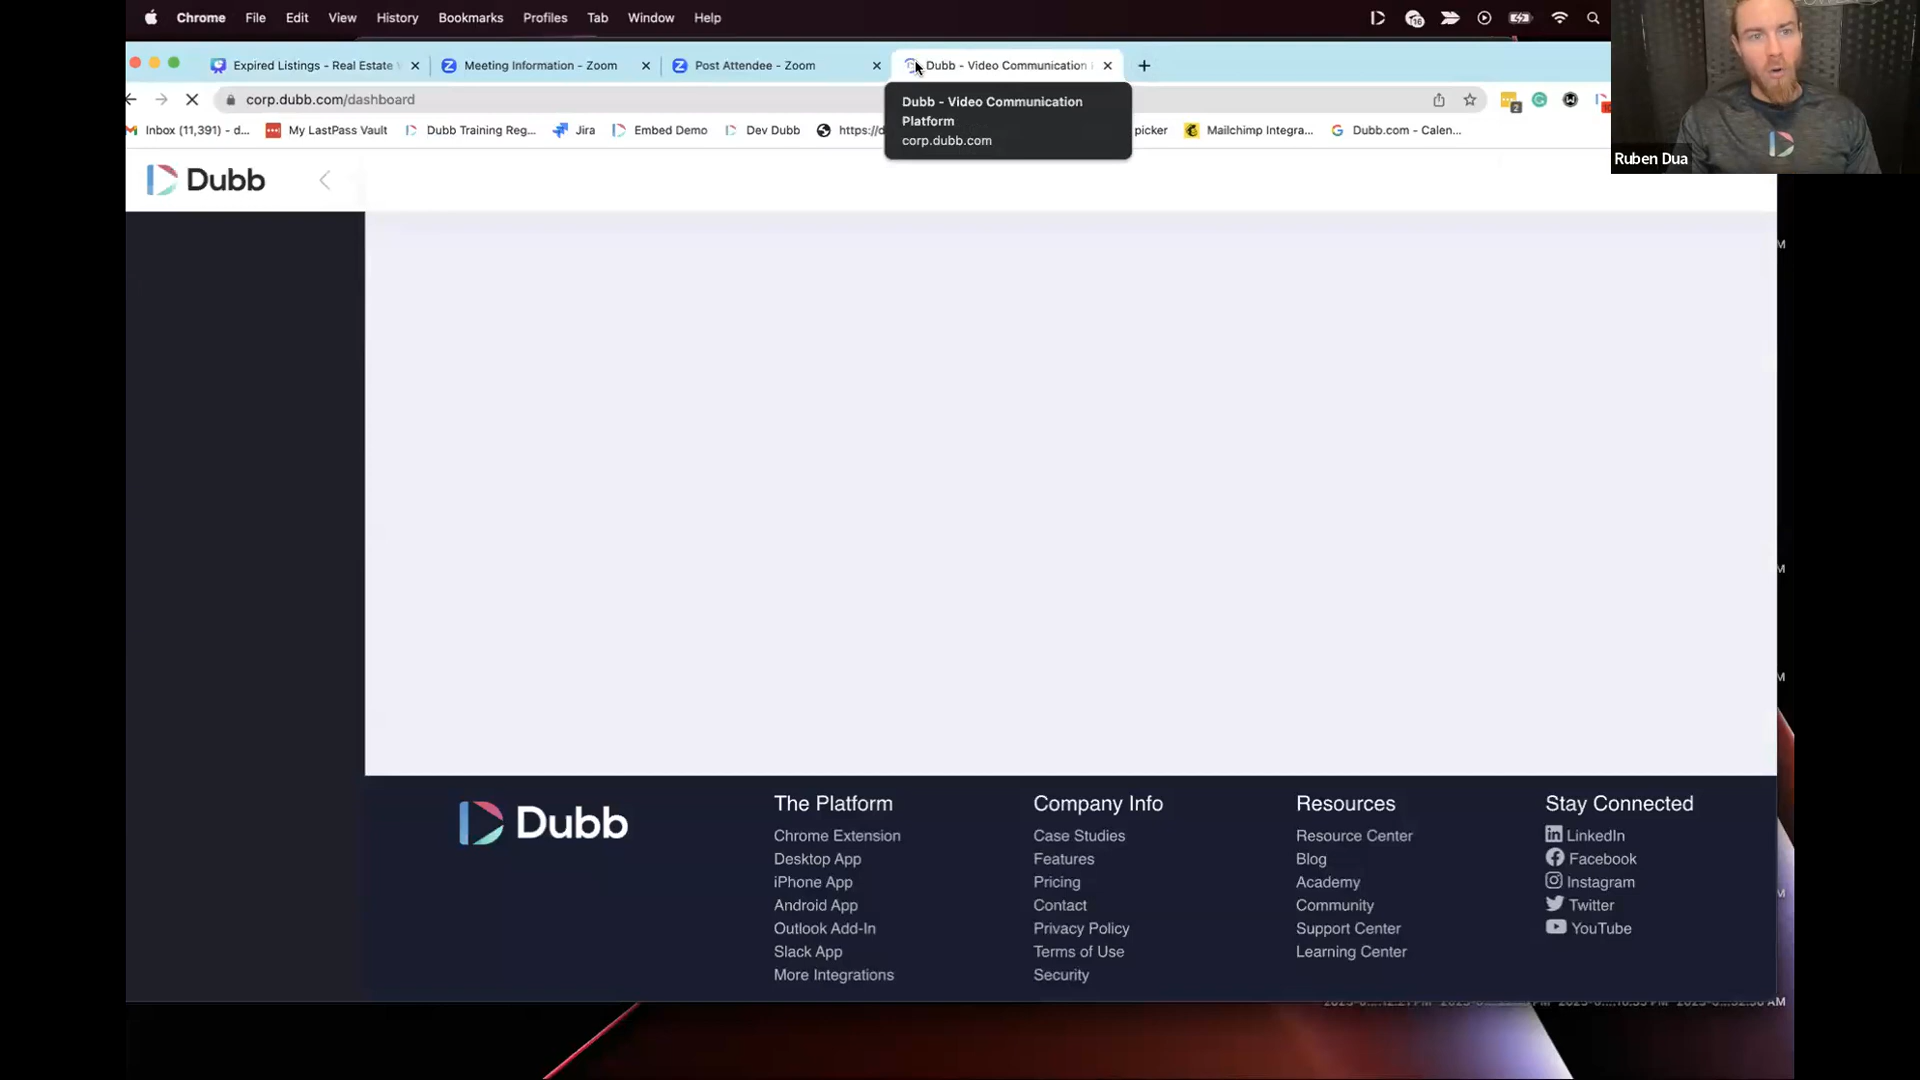 Chrome File Edit View History Bookmarks Profiles Tab Window Help
16
Expired Listings - Real Estate
Meeting Information - Zoom
Post Attendee - Zoom
Dubb - Video Communication
corp.dubb.com/dashboard
Dubb - Video Communication
Platform
corp.dubb.com
2
Inbox (11,391) - d...
My LastPass Vault
Dubb Training Reg...
Jira
Embed Demo
Dev Dubb
https://d
picker
Mailchimp Integra...
Dubb.com - Calen...
Ruben Dua
Dubb
Dubb
The Platform
Chrome Extension
Desktop App
iPhone App
Android App
Outlook Add-In
Slack App
More Integrations
Company Info
Case Studies
Features
Pricing
Contact
Privacy Policy
Terms of Use
Security
Resources
Resource Center
Blog
Academy
Community
Support Center
Learning Center
Stay Connected
LinkedIn
Facebook
Instagram
Twitter
YouTube